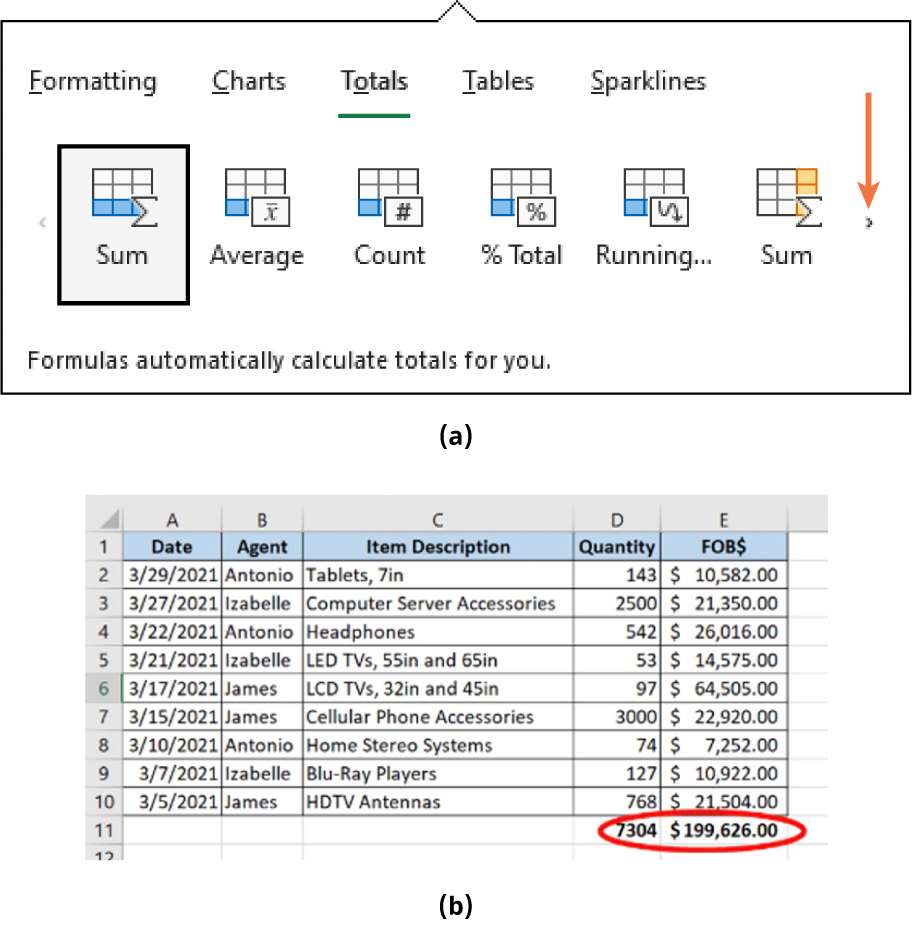 Formatting Charts Totals Tables Sparklines
Sum Average Count % Total Running... Sum
Formulas automatically calculate totals for you.
(a)
A B C D E
1 Date Agent Item Description Quantity FOB$
2 3/29/2021 Antonio Tablets, 7in 143 $ 10,582.00
3 3/27/2021 Izabelle Computer Server Accessories 2500 $ 21,350.00
4 3/22/2021 Antonio Headphones 542 $ 26,016.00
5 3/21/2021 Izabelle LED TVs, 55in and 65in 53 $ 14,575.00
6 3/17/2021 James LCD TVs, 32in and 45in 97 $ 64,505.00
7 3/15/2021 James Cellular Phone Accessories 3000 $ 22,920.00
8 3/10/2021 Antonio Home Stereo Systems 74 $ 7,252.00
9 3/7/2021 Izabelle Blu-Ray Players 127 $ 10,922.00
10 3/5/2021 James HDTV Antennas 768 $ 21,504.00
11 7304 $199,626.00
12
(b)